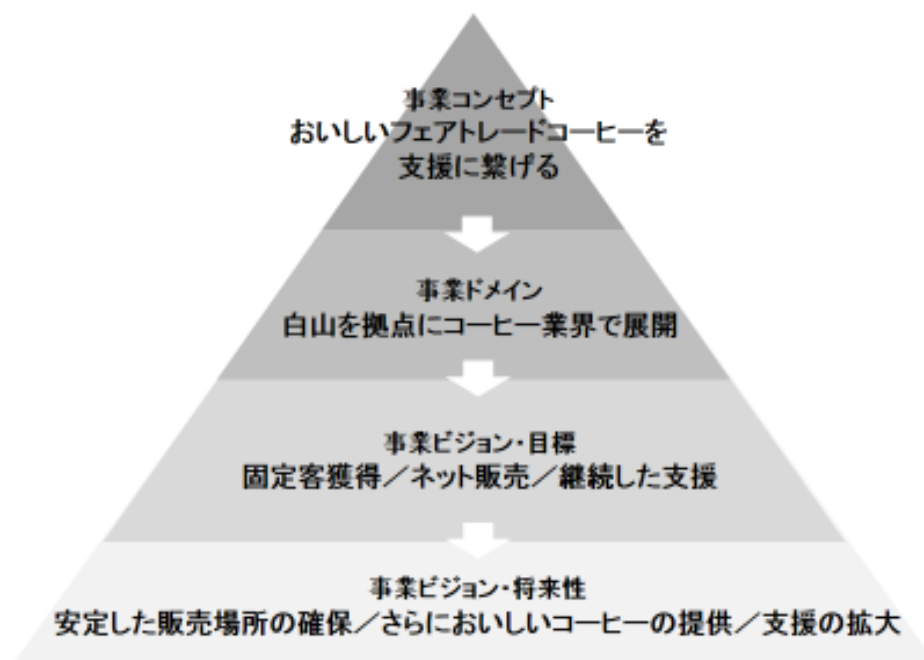 事業コンセプト
おいしいフェアトレードコーヒーを
支援に繋げる
事業ドメイン
白山を拠点にコーヒー業界で展開
事業ビジョン・目標
固定客獲得／ネット販売／継続した支援
事業ビジョン・将来性
安定した販売場所の確保／さらにおいしいコーヒーの提供／支援の拡大